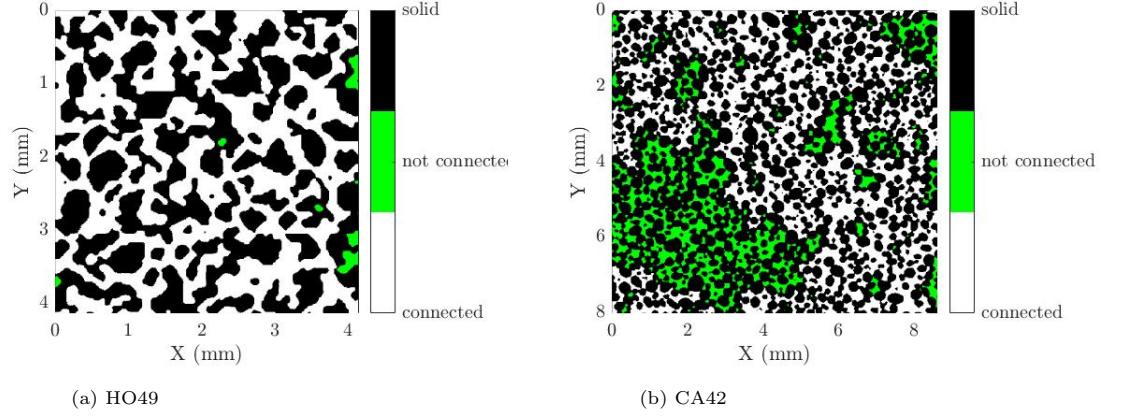 0
1
2
3
4
Y (mm)
0 1 2 3 4
X (mm)
solid
not connected
connected
(a) HO49
0
2
4
6
8
Y (mm)
0 2 4 6 8
X (mm)
solid
not connected
connected
(b) CA42